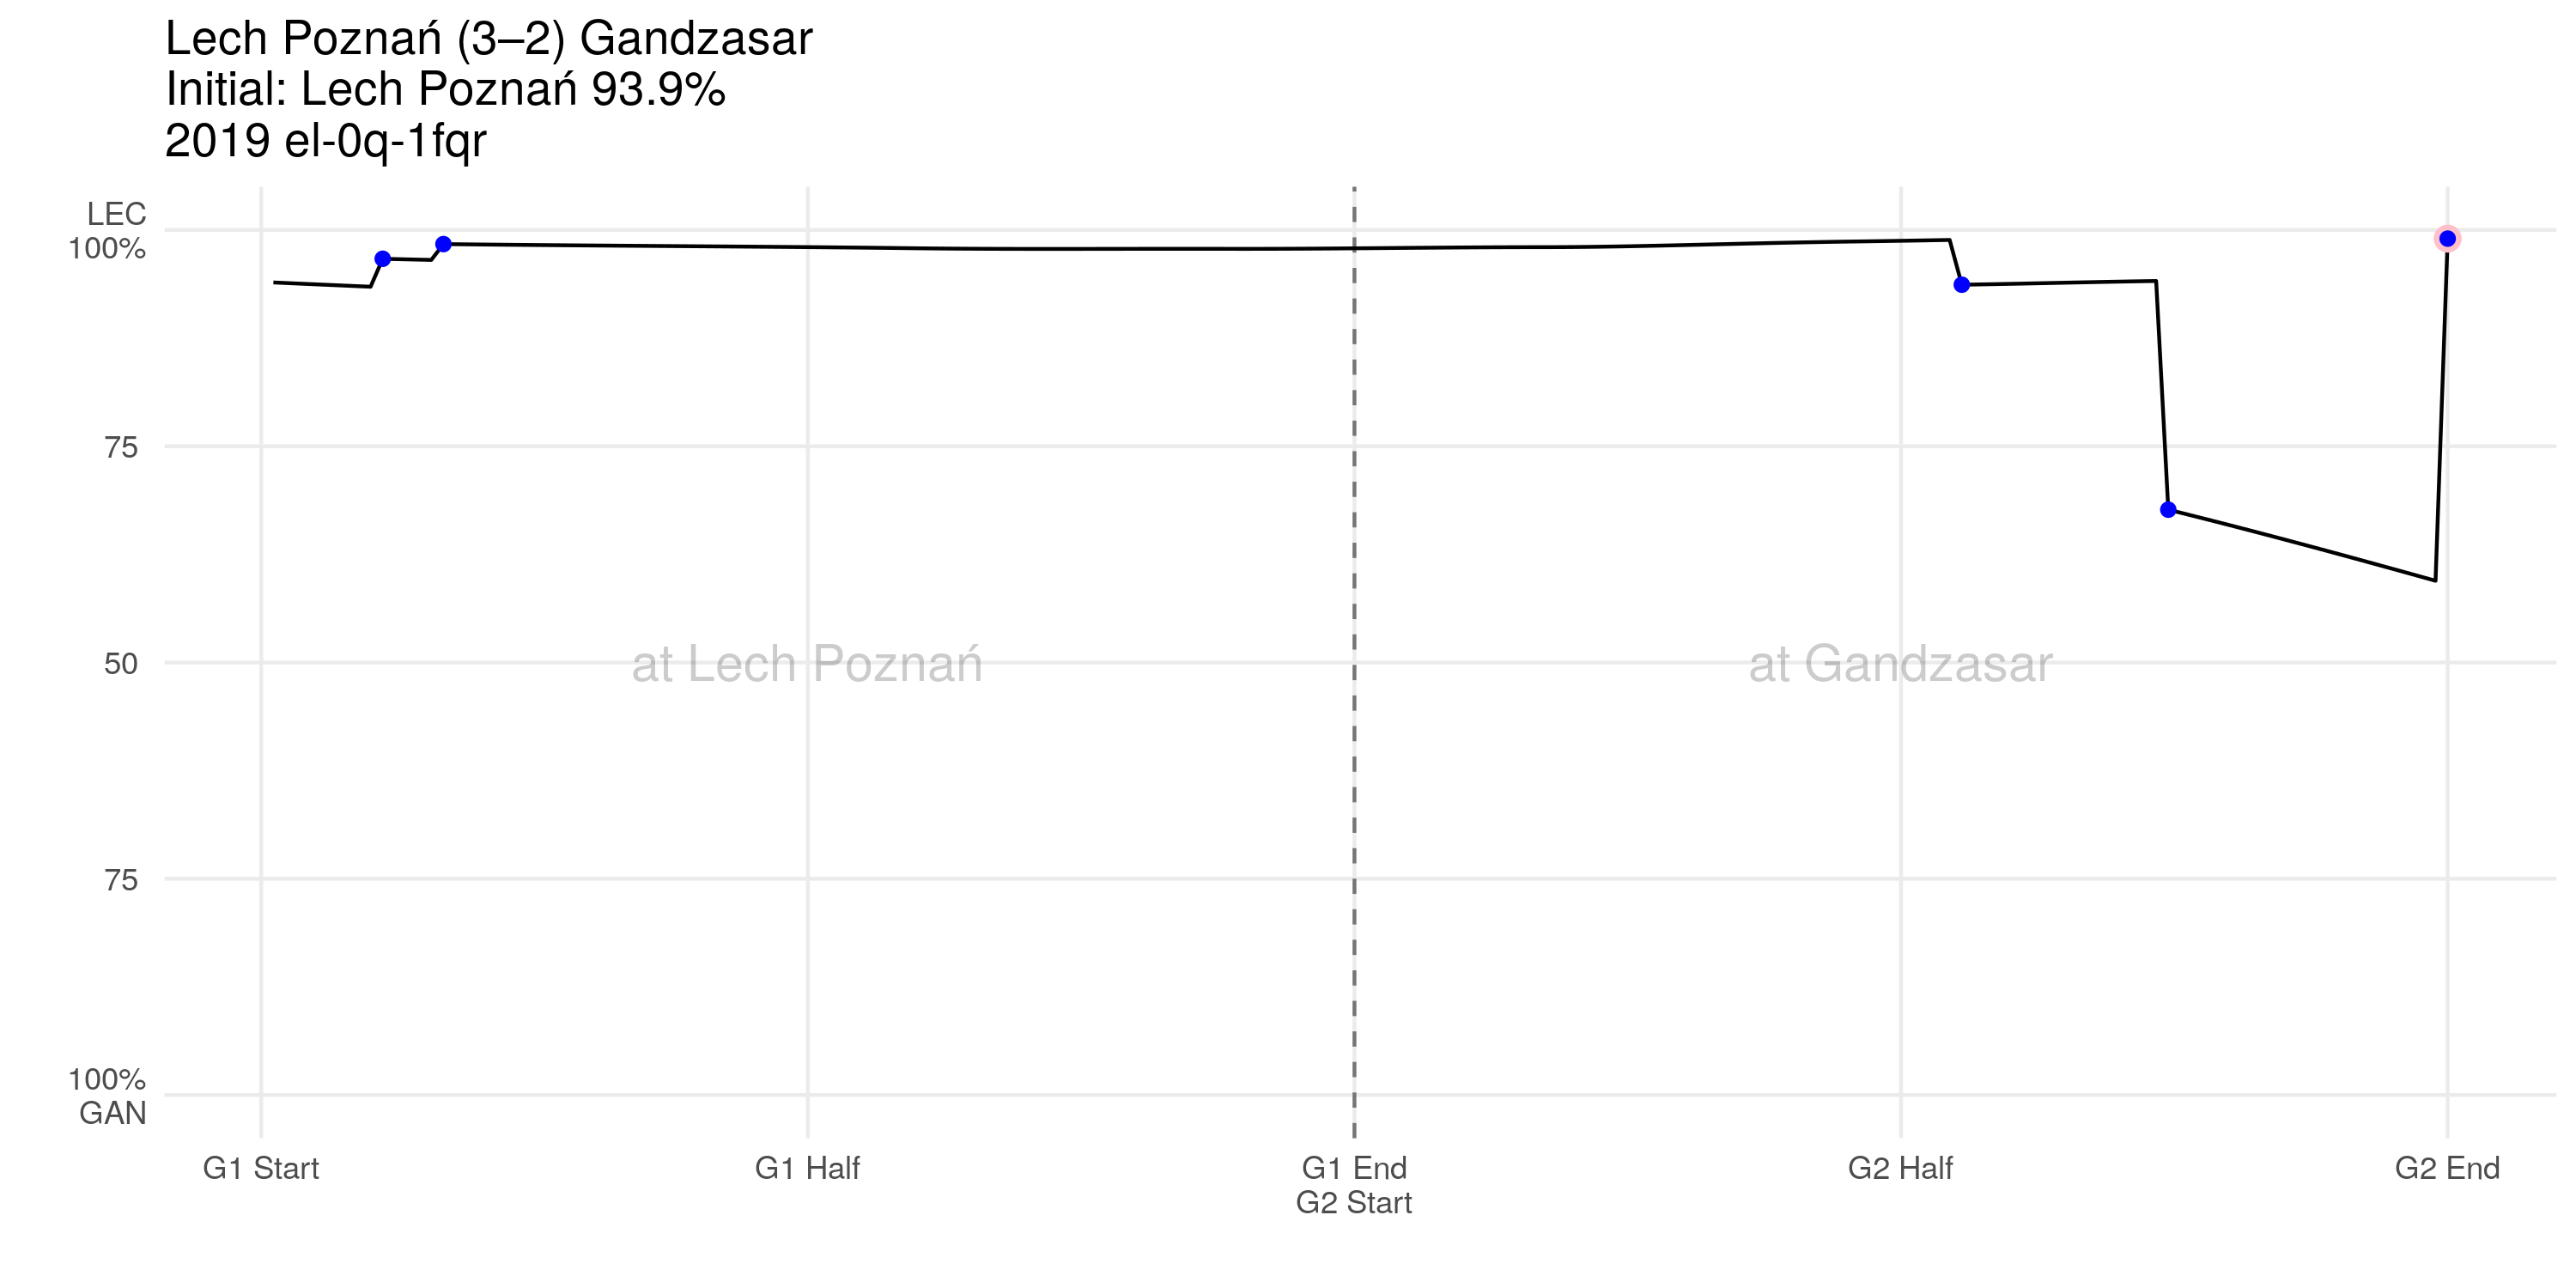 Lech Poznań (3–2) Gandzasar
Initial: Lech Poznań 93.9%
2019 el-0q-1fqr
LEC
100%
75
50
75
100%
GAN
at Lech Poznań
at Gandzasar
G1 Start
G1 Half
G1 End
G2 Start
G2 Half
G2 End